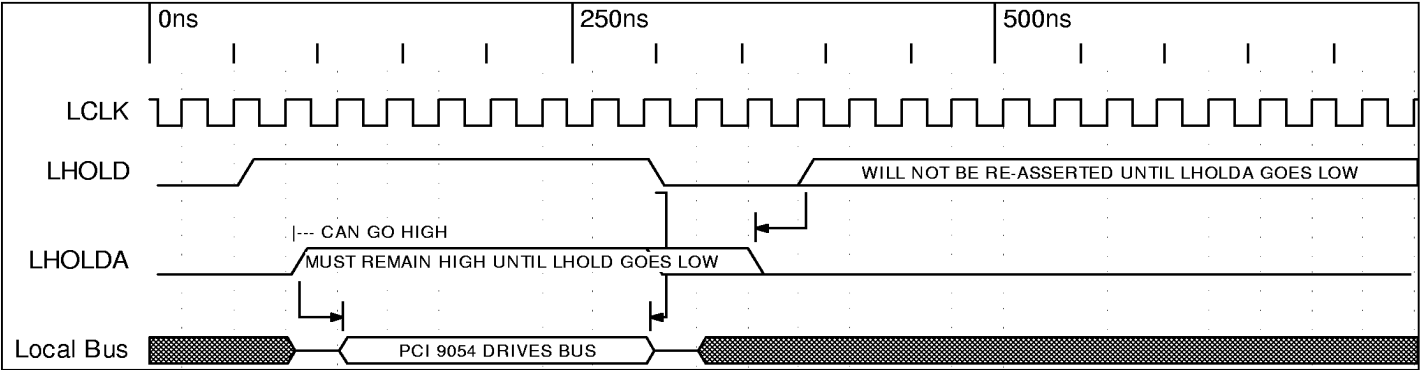 0ns 250ns 500ns
LCLK
LHOLD WILL NOT BE RE-ASSERTED UNTIL LHOLDA GOES LOW
|--- CAN GO HIGH
LHOLDA MUST REMAIN HIGH UNTIL LHOLD GOES LOW
Local Bus PCI 9054 DRIVES BUS